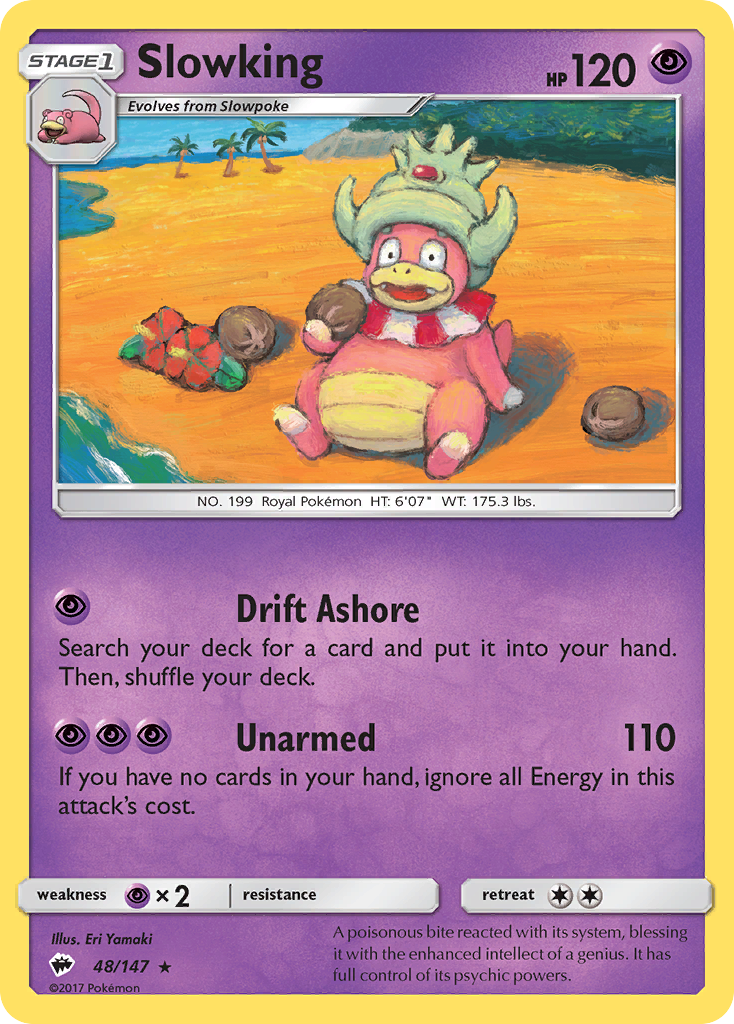 STAGE1
Slowking
HP 120
Evolves from Slowpoke
NO. 199 Royal Pokémon HT: 6'07" WT: 175.3 lbs.
Drift Ashore
Search your deck for a card and put it into your hand.
Then, shuffle your deck.
Unarmed 110
If you have no cards in your hand, ignore all Energy in this
attack's cost.
weakness × 2 resistance retreat
Illus. Eri Yamaki
48/147 ★
©2017 Pokémon
A poisonous bite reacted with its system, blessing
it with the enhanced intellect of a genius. It has
full control of its psychic powers.